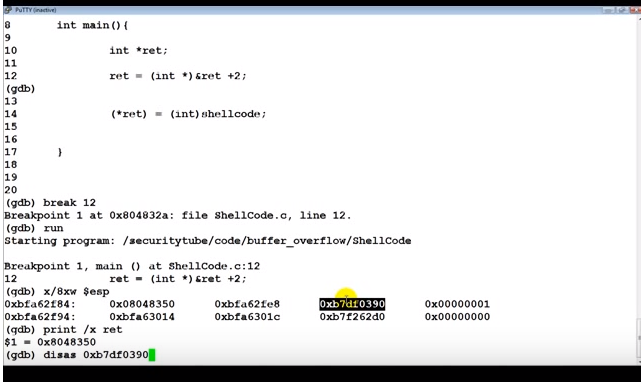 PuTTY (inactive)
8 int main(){
9
10 int *ret;
11
12 ret = (int *)&ret +2;
(gdb)
13
14 (*ret) = (int)shellcode;
15
16
17 }
18
19
20
(gdb) break 12
Breakpoint 1 at 0x804832a: file ShellCode.c, line 12.
(gdb) run
Starting program: /securitytube/code/buffer_overflow/ShellCode
Breakpoint 1, main () at ShellCode.c:12
12 ret = (int *)&ret +2;
(gdb) x/8xw $esp
0xbfa62f84: 0x08048350 0xbfa62fe8 0xb7df0390 0x00000001
0xbfa62f94: 0xbfa63014 0xbfa6301c 0xb7f262d0 0x00000000
(gdb) print /x ret
$1 = 0x8048350
(gdb) disas 0xb7df0390